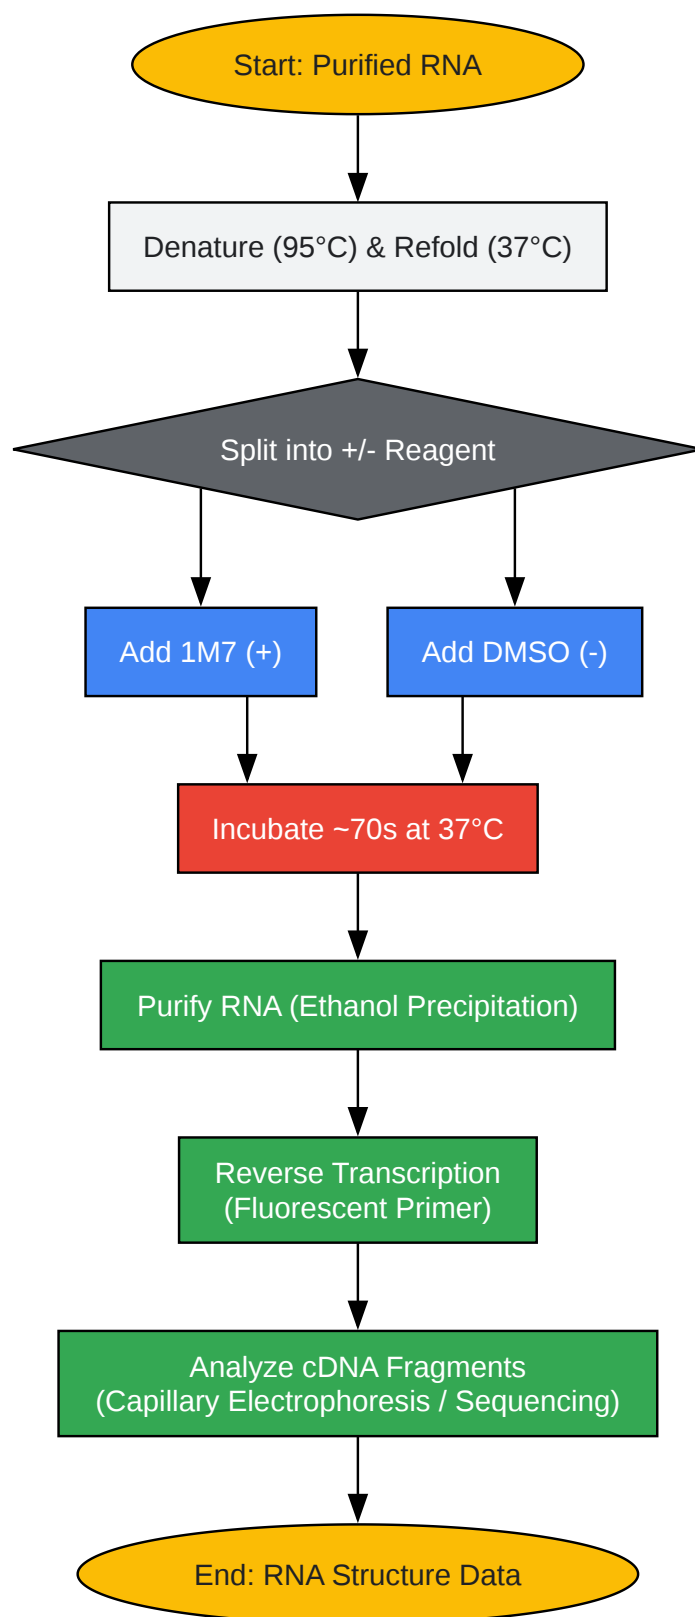 Start: Purified RNA
Denature (95°C) & Refold (37°C)
Split into +/- Reagent
Add 1M7 (+)
Add DMSO (-)
Incubate ~70s at 37°C
Purify RNA (Ethanol Precipitation)
Reverse Transcription
(Fluorescent Primer)
Analyze cDNA Fragments
(Capillary Electrophoresis / Sequencing)
End: RNA Structure Data